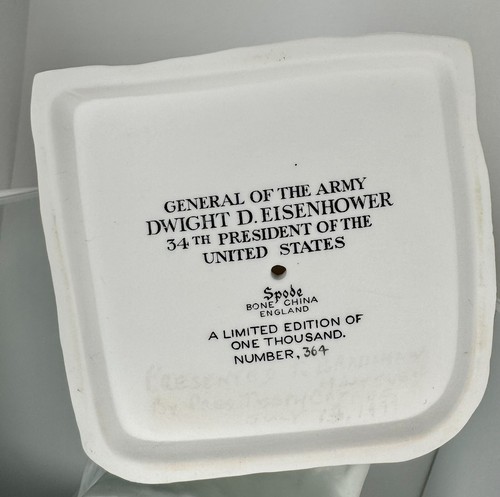 GENERAL OF THE ARMY
DWIGHT D. EISENHOWER
34TH PRESIDENT OF THE
UNITED STATES
Spode
BONE CHINA
ENGLAND
A LIMITED EDITION OF
ONE THOUSAND.
NUMBER, 364